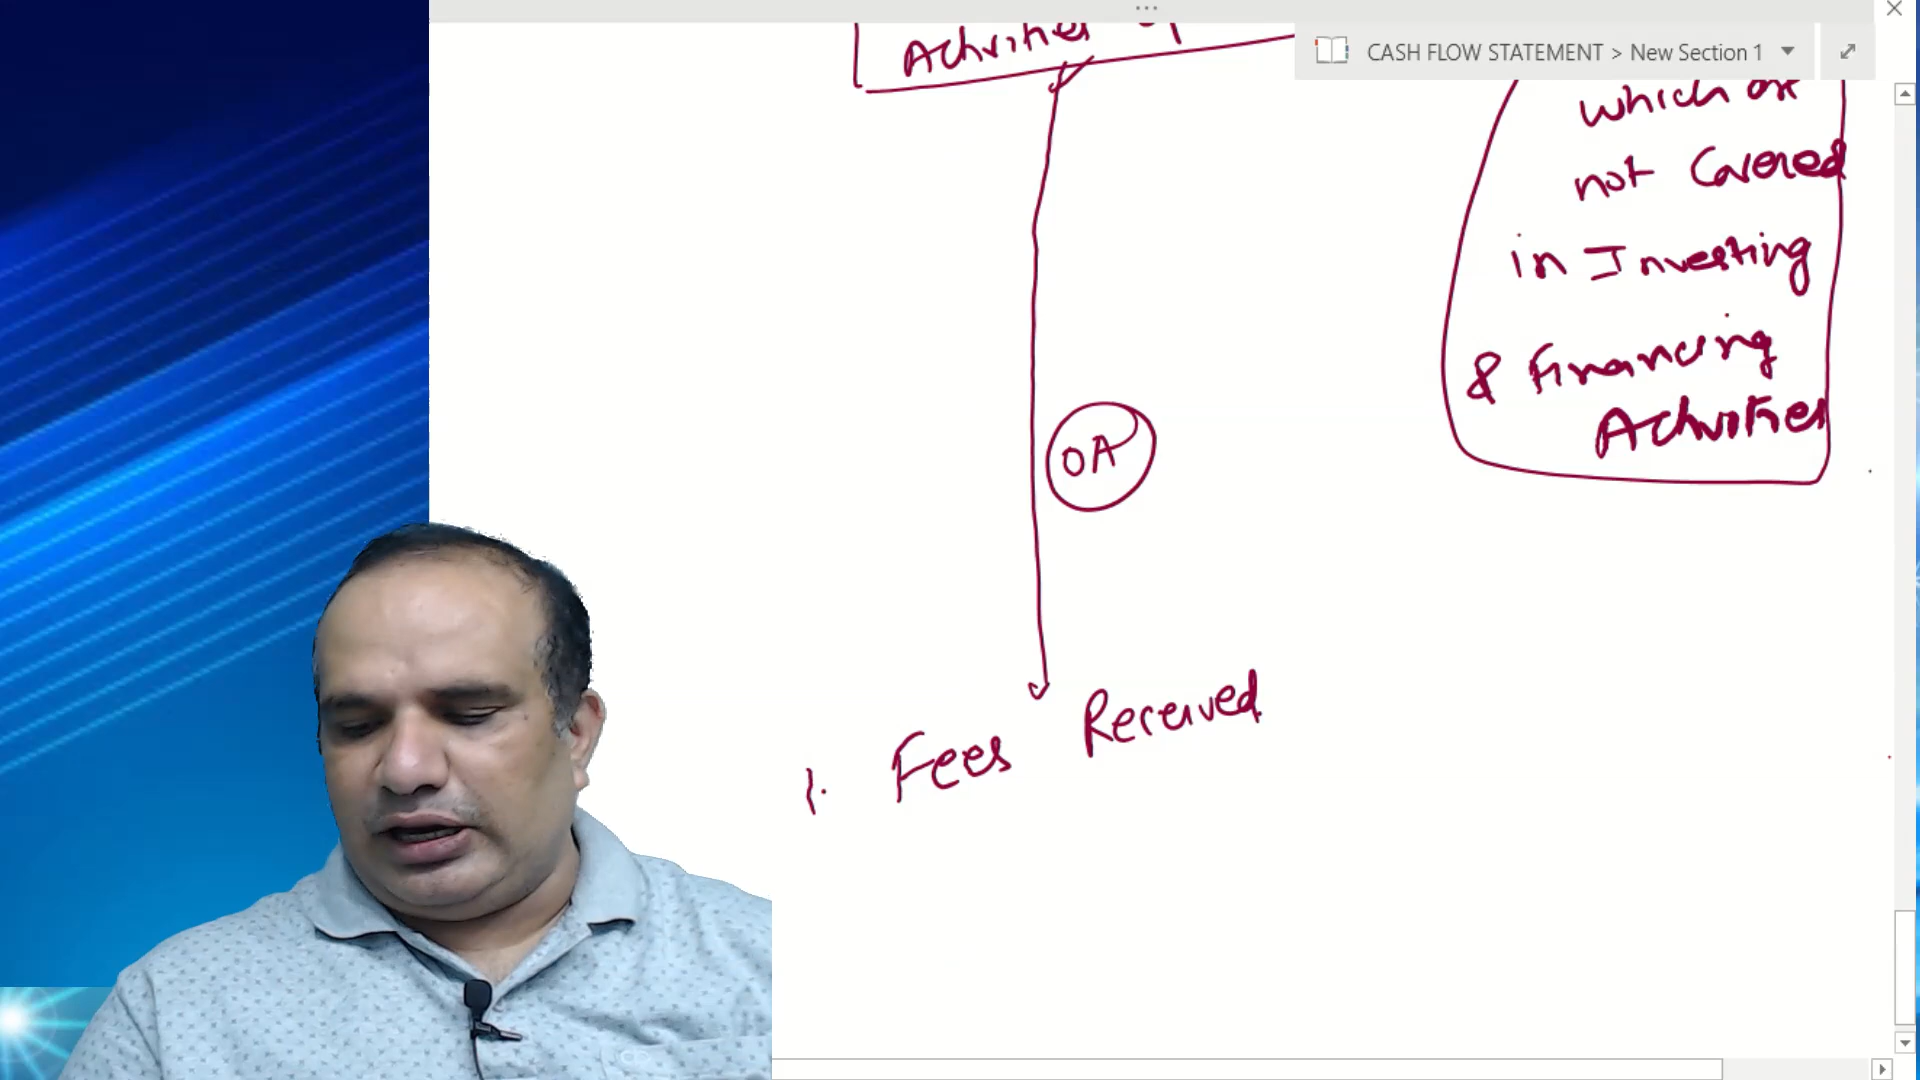 CASH FLOW STATEMENT > New Section 1
Activities
which are
not Covered
in Investing
& Financing
Activities
OA
1. Fees Received